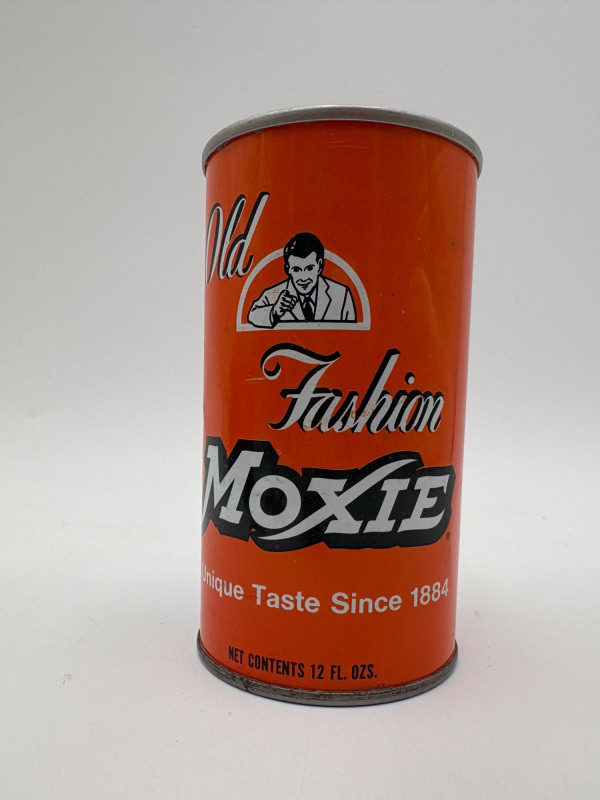 Old
Fashion
MOXIE
Unique Taste Since 1884
NET CONTENTS 12 FL. OZS.